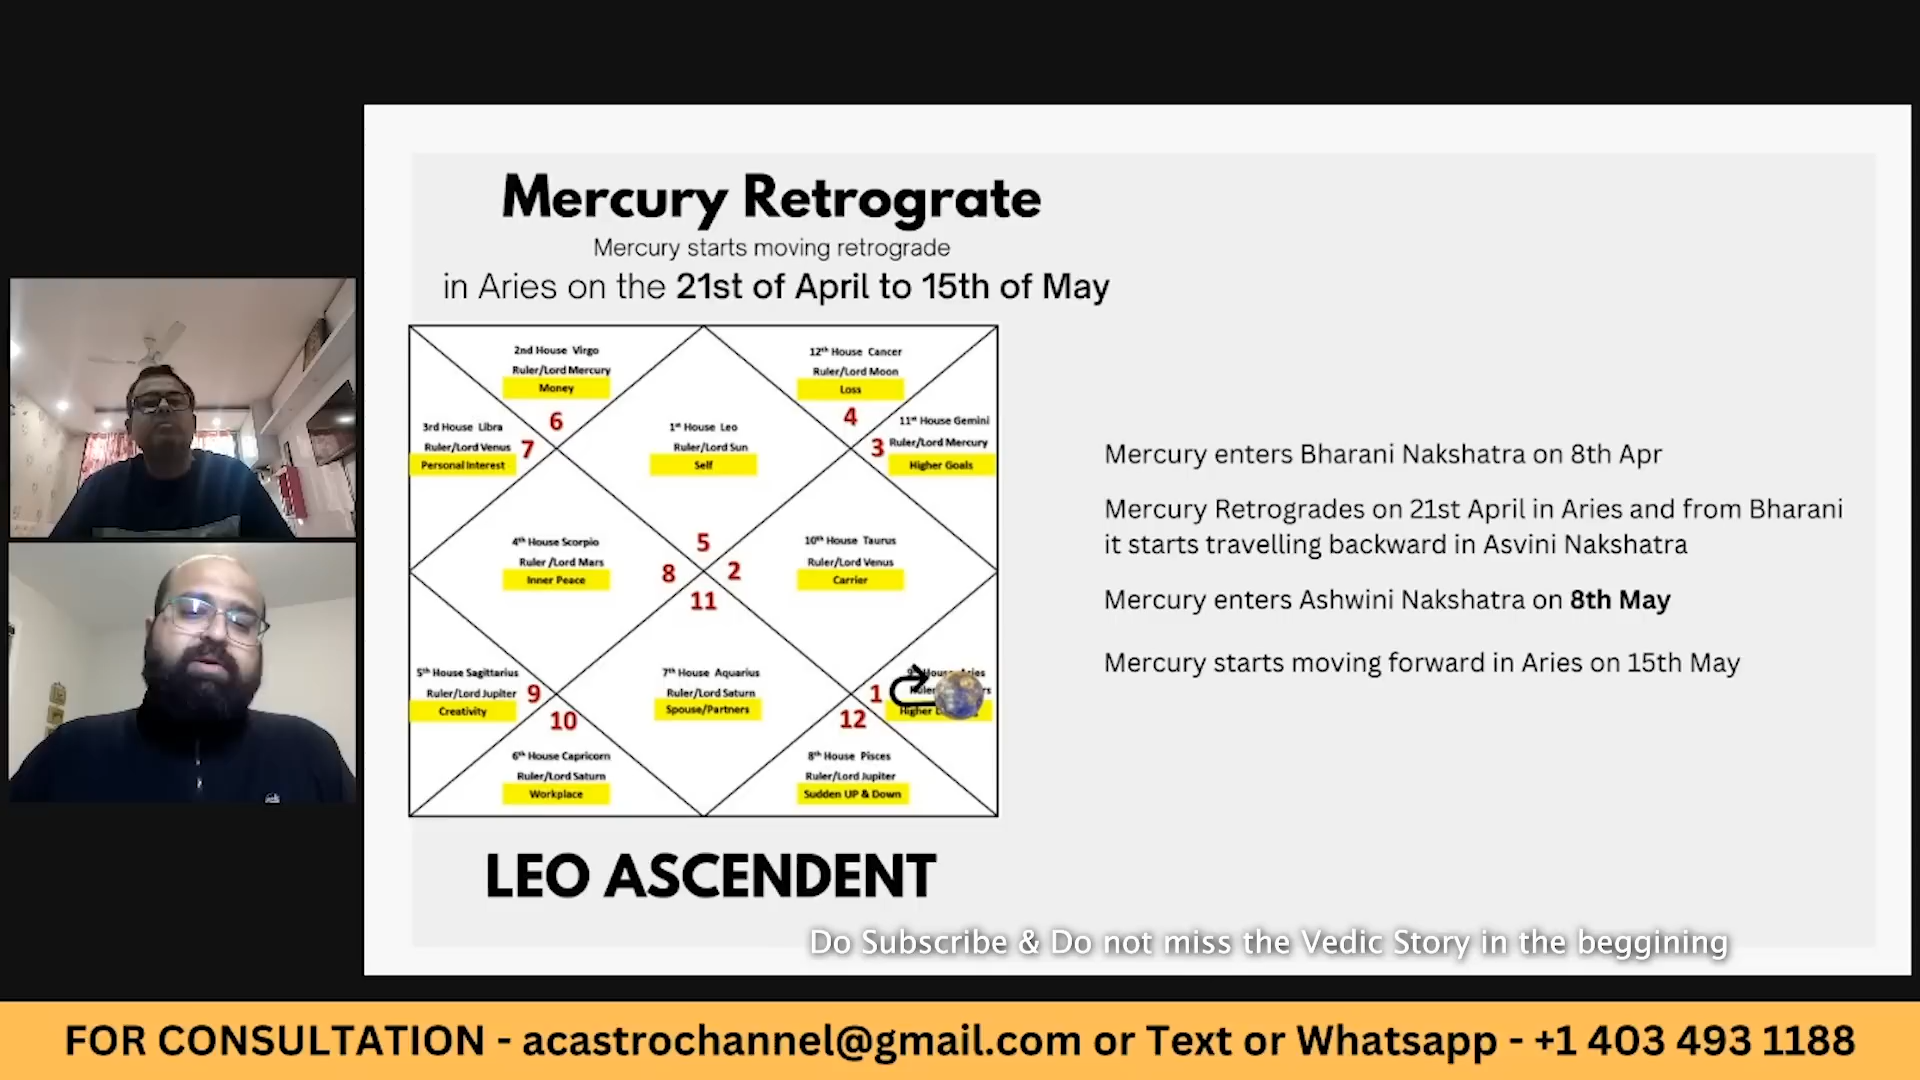 Mercury Retrograte
Mercury starts moving retrograde
in Aries on the 21st of April to 15th of May
2nd House Virgo
Ruler/Lord Mercury
Money
6
12th House Cancer
Ruler/Lord Moon
Loss
4
3rd House Libra
Ruler/Lord Venus
Personal Interest
7
1st House Leo
Ruler/Lord Sun
Self
11st House Gemini
Ruler/Lord Mercury
Higher Goals
3
4th House Scorpio
Ruler /Lord Mars
Inner Peace
5
8
2
11
10th House Taurus
Ruler/Lord Venus
Carrier
5th House Sagittarius
Ruler/Lord Jupiter
Creativity
9
10
7th House Aquarius
Ruler/Lord Saturn
Spouse/Partners
1
12
Higher
6th House Capricorn
Ruler/Lord Saturn
Workplace
8th House Pisces
Ruler/Lord Jupiter
Sudden UP & Down
LEO ASCENDENT
Mercury enters Bharani Nakshatra on 8th Apr
Mercury Retrogrades on 21st April in Aries and from Bharani
it starts travelling backward in Asvini Nakshatra
Mercury enters Ashwini Nakshatra on 8th May
Mercury starts moving forward in Aries on 15th May
Do Subscribe & Do not miss the Vedic Story in the beggining
FOR CONSULTATION - acastrochannel@gmail.com or Text or Whatsapp - +1 403 493 1188